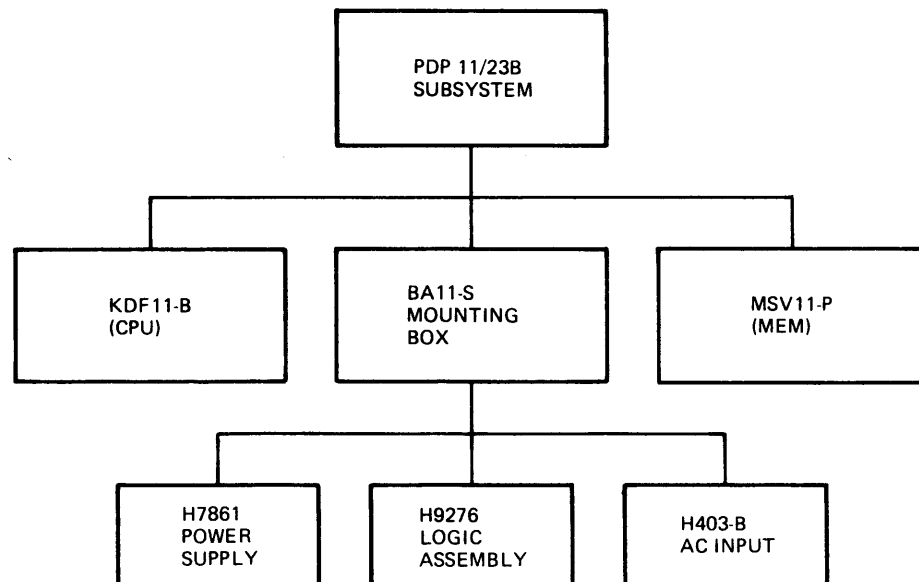 PDP 11/23B
SUBSYSTEM
KDF11-B
(CPU)
BA11-S
MOUNTING
BOX
MSV11-P
(MEM)
H7861
POWER
SUPPLY
H9276
LOGIC
ASSEMBLY
H403-B
AC INPUT